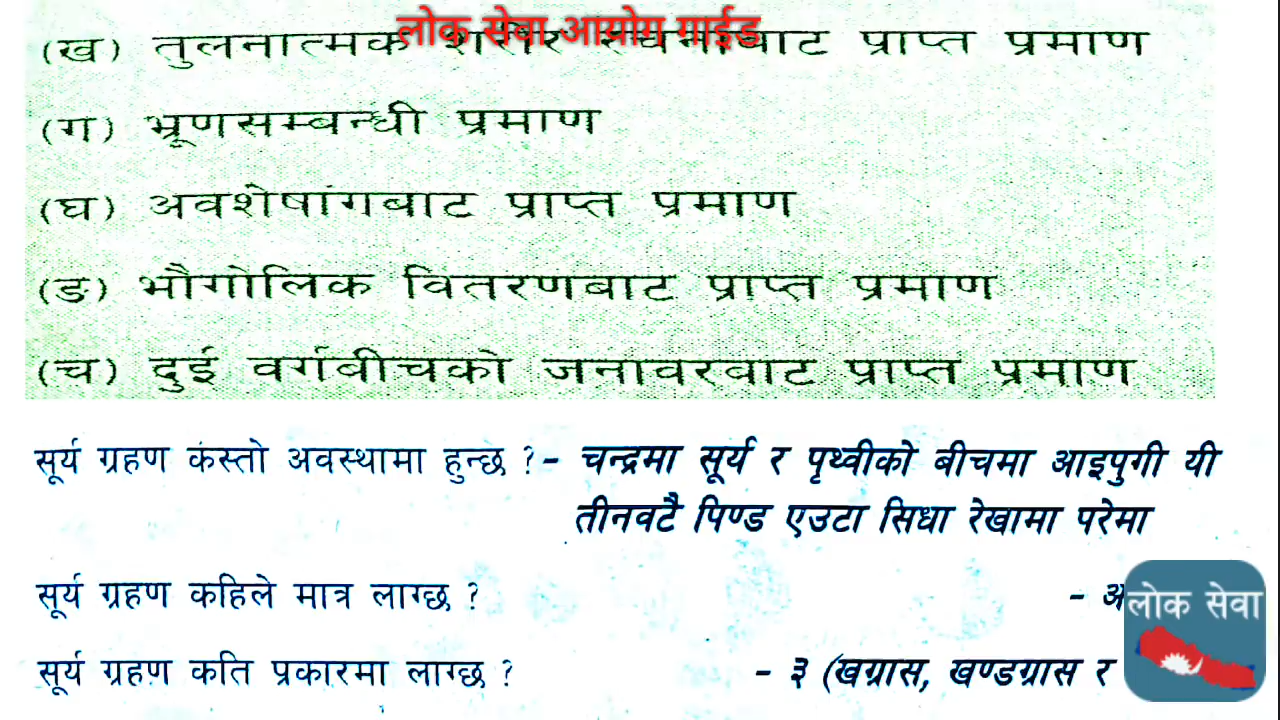 लोक सेवा आयोग गाईड
(ख) तुलनात्मक शरीर रचनाबाट प्राप्त प्रमाण
(ग) भ्रूणसम्बन्धी प्रमाण
(घ) अवशेषांगबाट प्राप्त प्रमाण
(ङ) भौगोलिक वितरणबाट प्राप्त प्रमाण
(च) दुई वर्गबीचको जनावरबाट प्राप्त प्रमाण
सूर्य ग्रहण कस्तो अवस्थामा हुन्छ ? - चन्द्रमा सूर्य र पृथ्वीको बीचमा आइपुगी यी
तीनवटै पिण्ड एउटा सिधा रेखामा परेमा
सूर्य ग्रहण कहिले मात्र लाग्छ ? -
सूर्य ग्रहण कति प्रकारमा लाग्छ ? - ३ (खग्रास, खण्डग्रास र
लोक सेवा